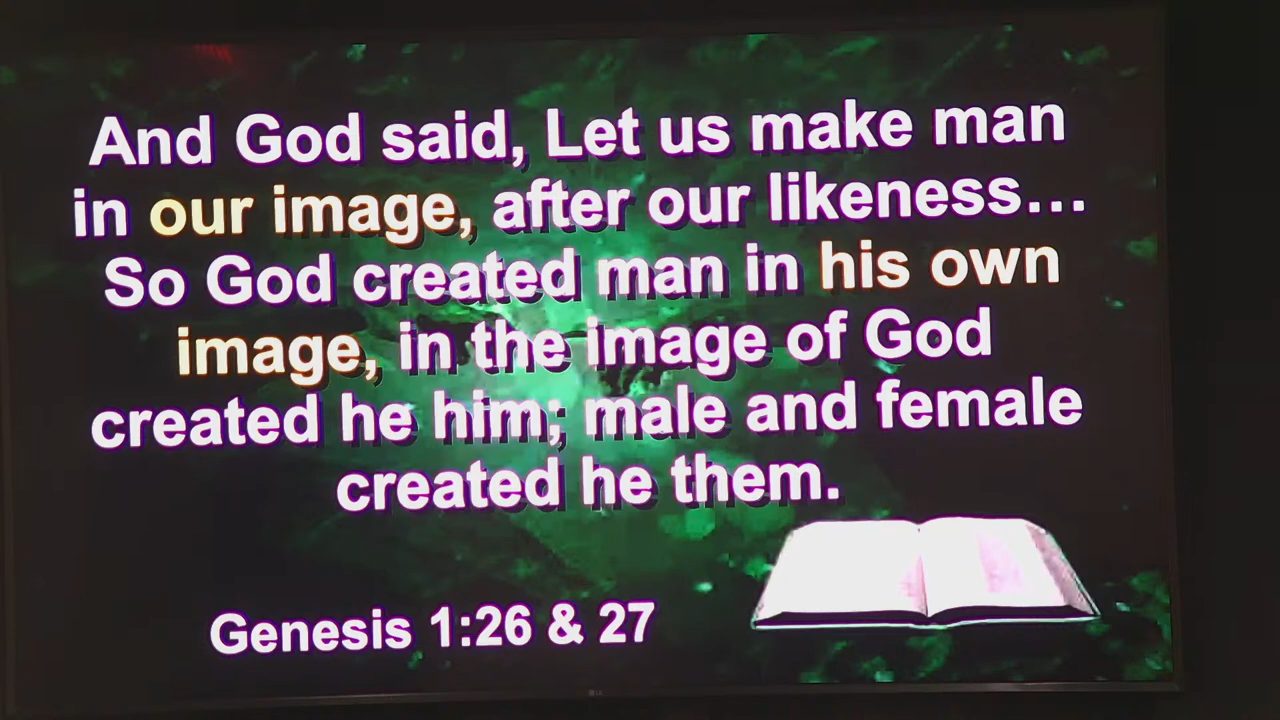 And God said, Let us make man
in our image, after our likeness...
So God created man in his own
image, in the image of God
created he him; male and female
created he them.
Genesis 1:26 & 27
LG